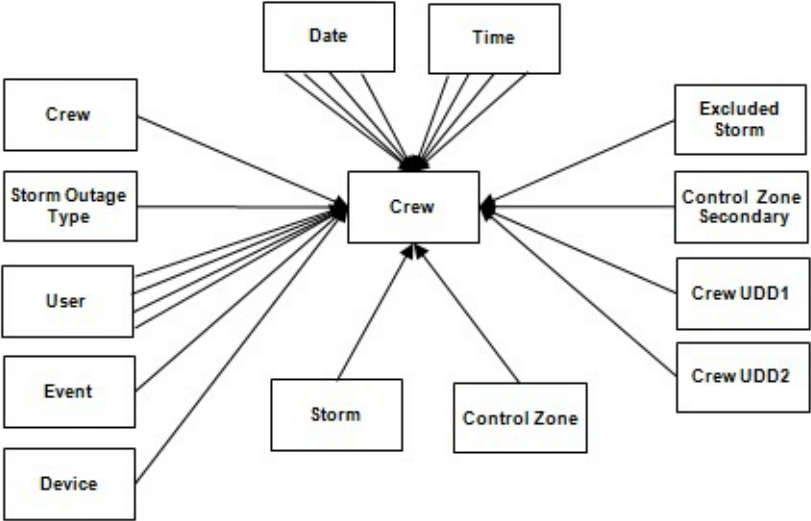 Date
Time
Crew
Excluded
Storm
Storm Outage
Type
Crew
Control Zone
Secondary
User
Crew UDD1
Event
Storm
Control Zone
Crew UDD2
Device